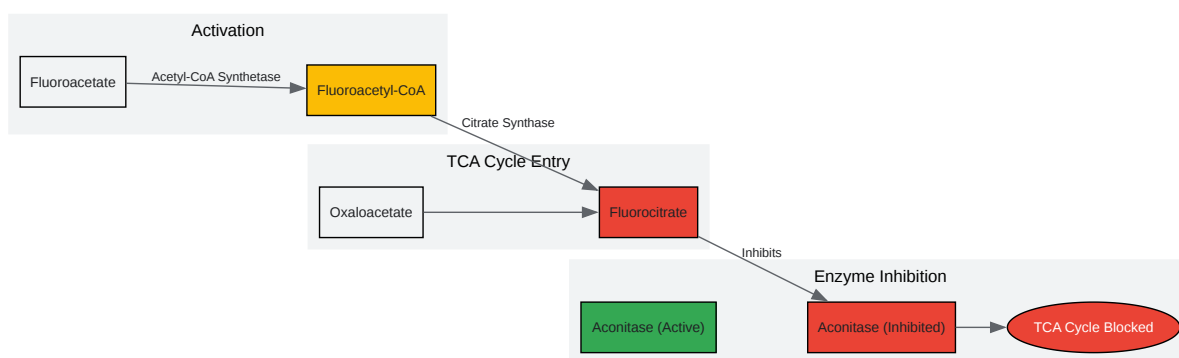 Activation
Fluoroacetate
Acetyl-CoA Synthetase
Fluoroacetyl-CoA
Citrate Synthase
TCA Cycle Entry
Oxaloacetate
Fluorocitrate
Inhibits
Enzyme Inhibition
Aconitase (Active)
Aconitase (Inhibited)
TCA Cycle Blocked